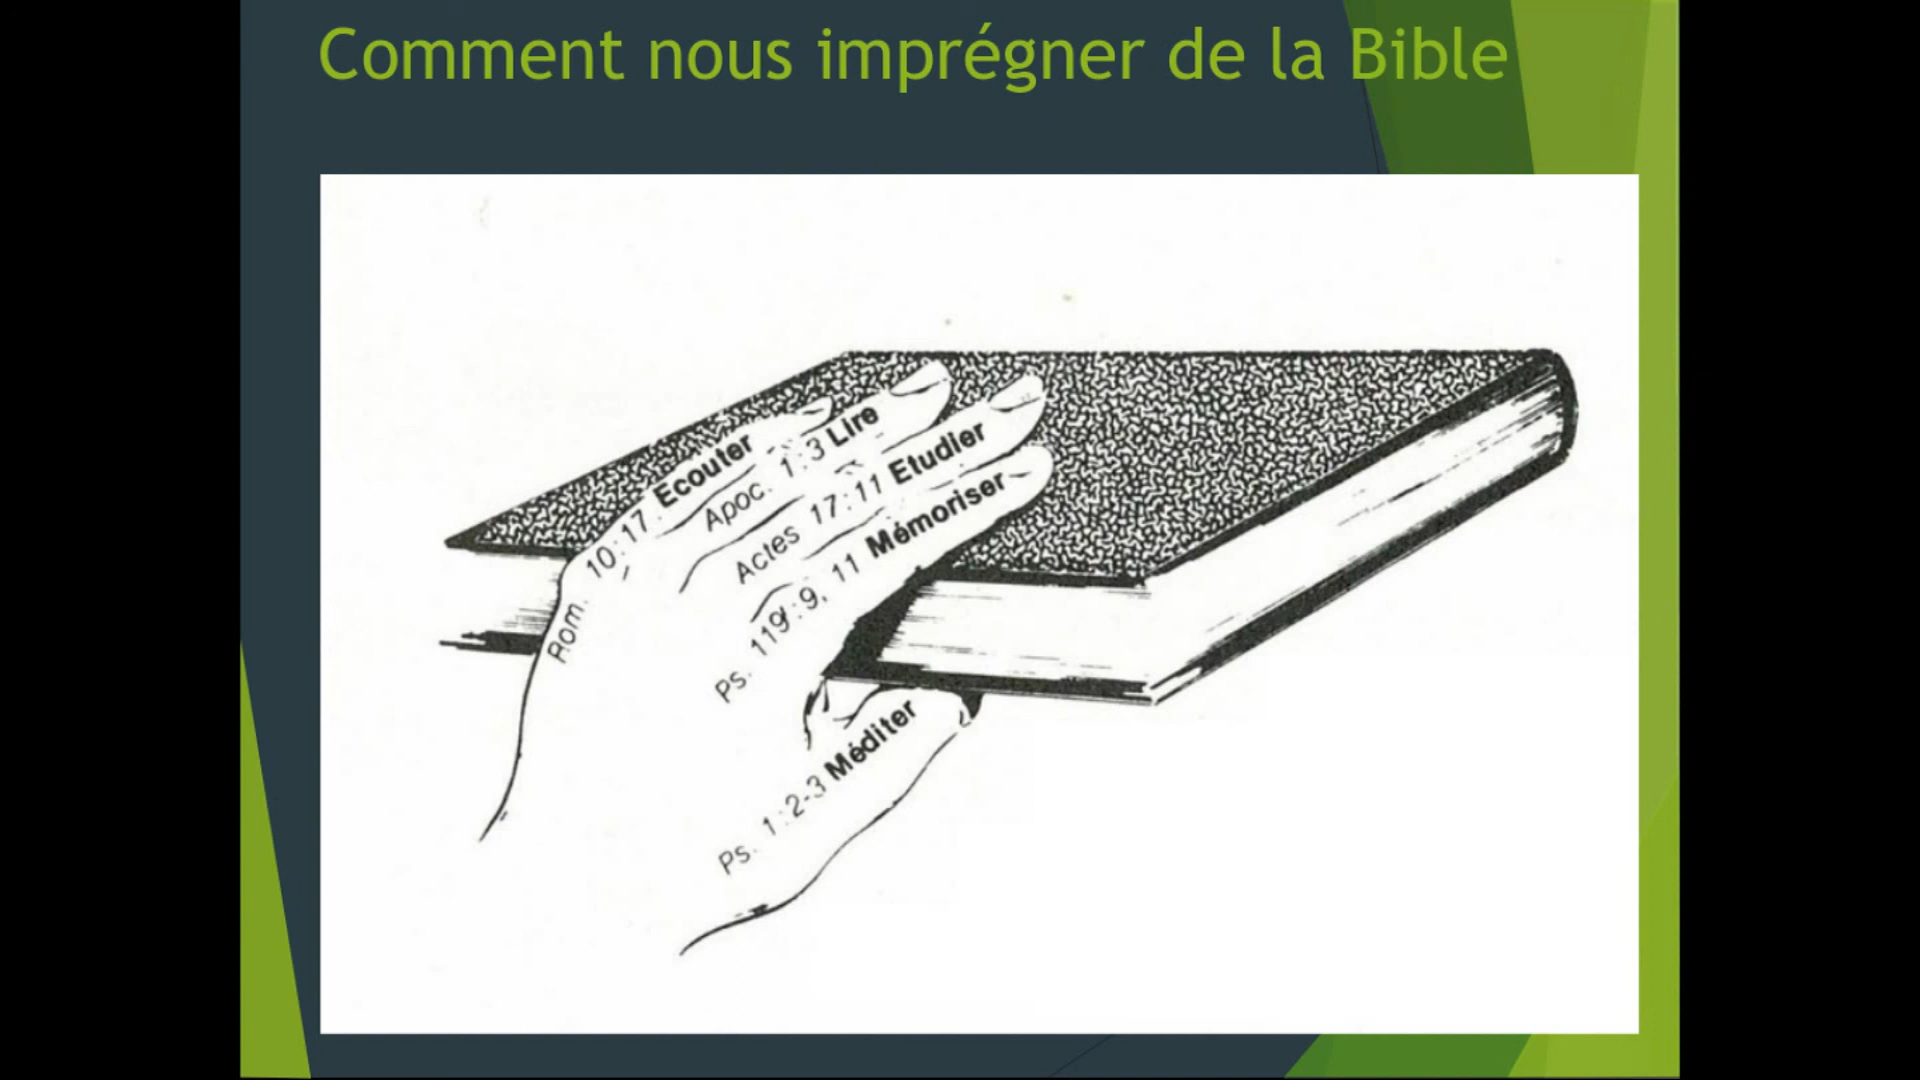 Comment nous imprégner de la Bible
Rom. 10:17 Ecouter
Apoc. 1:3 Lire
Actes 17:11 Etudier
Ps. 119:9, 11 Mémoriser
Ps. 1:2-3 Méditer